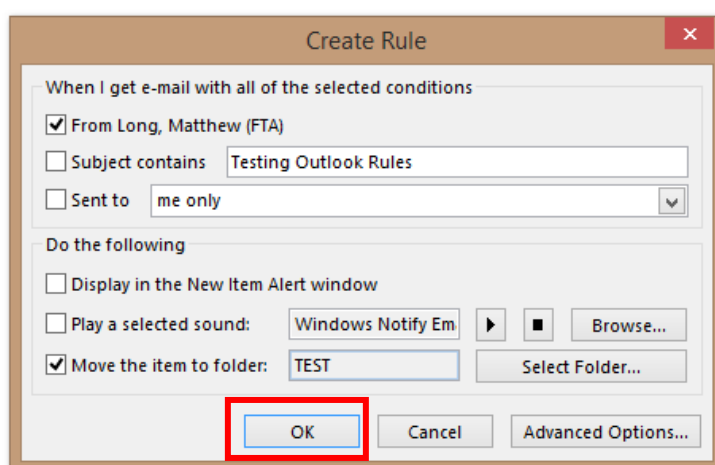 Create Rule
When I get e-mail with all of the selected conditions
From Long, Matthew (FTA)
Subject contains Testing Outlook Rules
Sent to me only
Do the following
Display in the New Item Alert window
Play a selected sound: Windows Notify Em Browse...
Move the item to folder: TEST Select Folder...
OK Cancel Advanced Options...